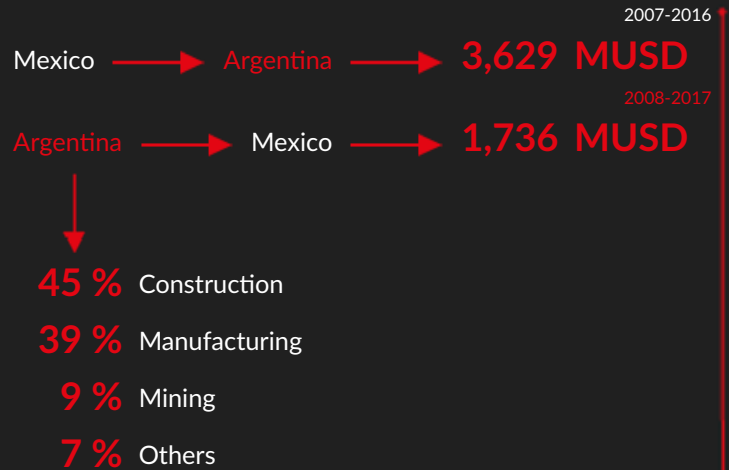 2007-2016
Mexico Argentina 3,629 MUSD
2008-2017
Argentina Mexico 1,736 MUSD
45 % Construction
39 % Manufacturing
9 % Mining
7 % Others